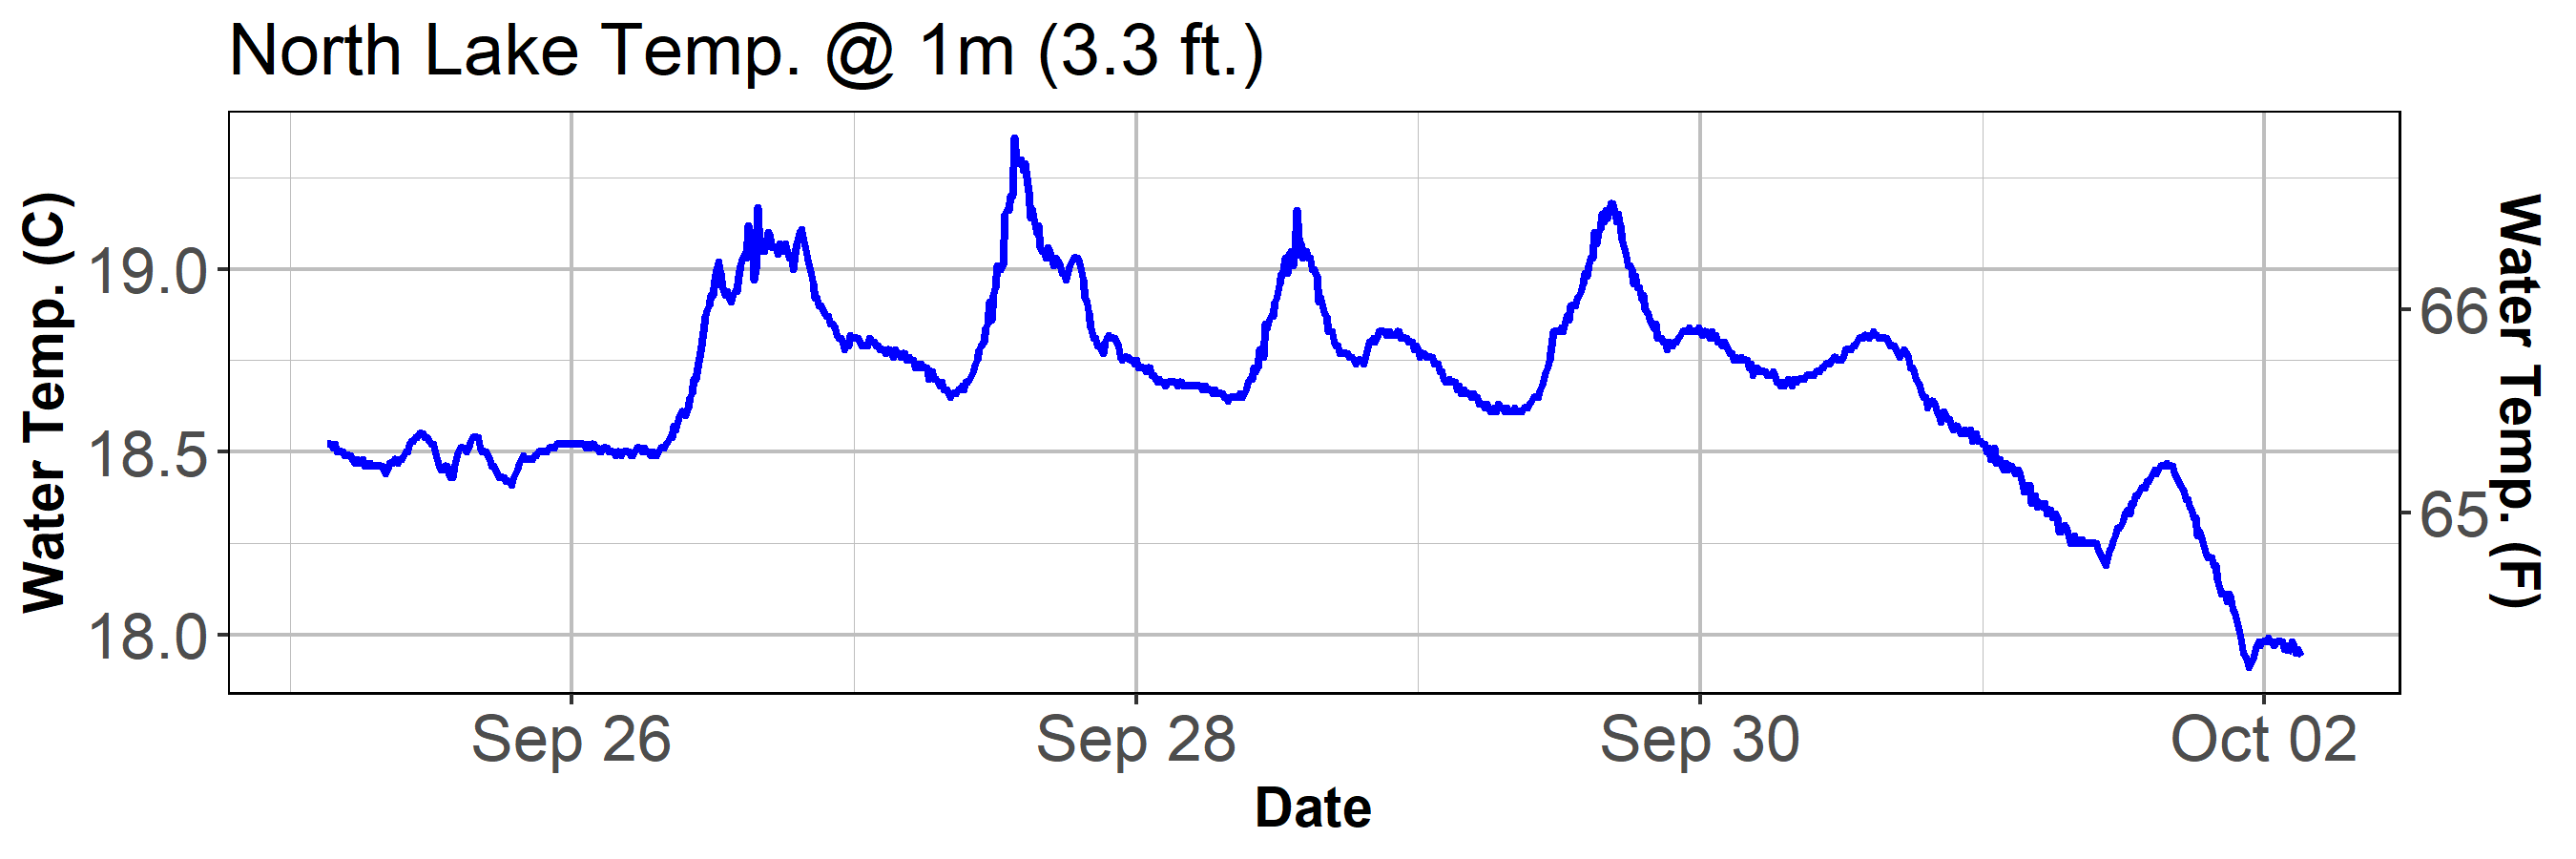 North Lake Temp. @ 1m (3.3 ft.)
Water Temp. (C)
19.0
18.5
18.0
66
65
Water Temp. (F)
Sep 26
Sep 28
Sep 30
Oct 02
Date